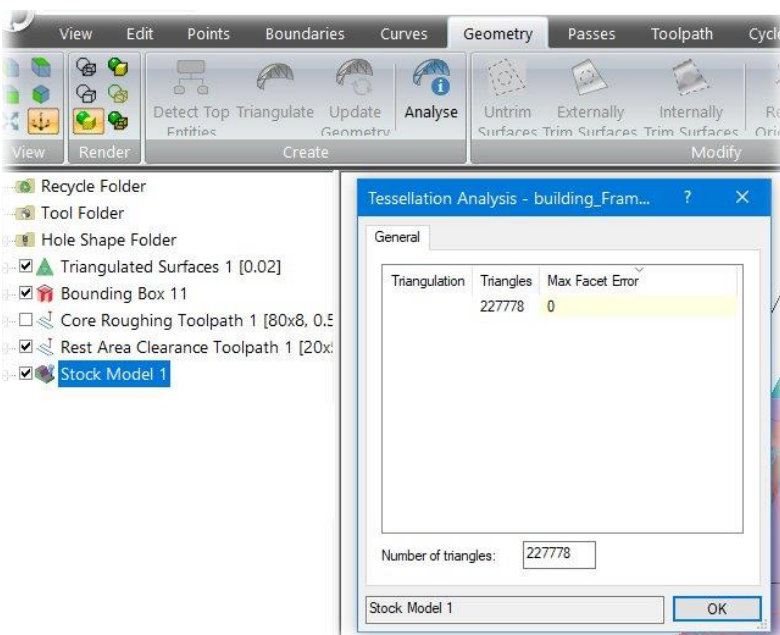 View Edit Points Boundaries Curves Geometry Passes Toolpath
Detect Top Entities
Triangulate
Update Geometry
Analyse
Untrim Surfaces
Externally Trim Surfaces
Internally Trim Surfaces
View Render Create Modify
Recycle Folder
Tool Folder
Hole Shape Folder
Triangulated Surfaces 1 [0.02]
Bounding Box 11
Core Roughing Toolpath 1 [80x8, 0.5
Rest Area Clearance Toolpath 1 [20x
Stock Model 1
Tessellation Analysis - building_Fram... ? ×
General
Triangulation Triangles Max Facet Error
227778 0
Number of triangles: 227778
Stock Model 1
OK